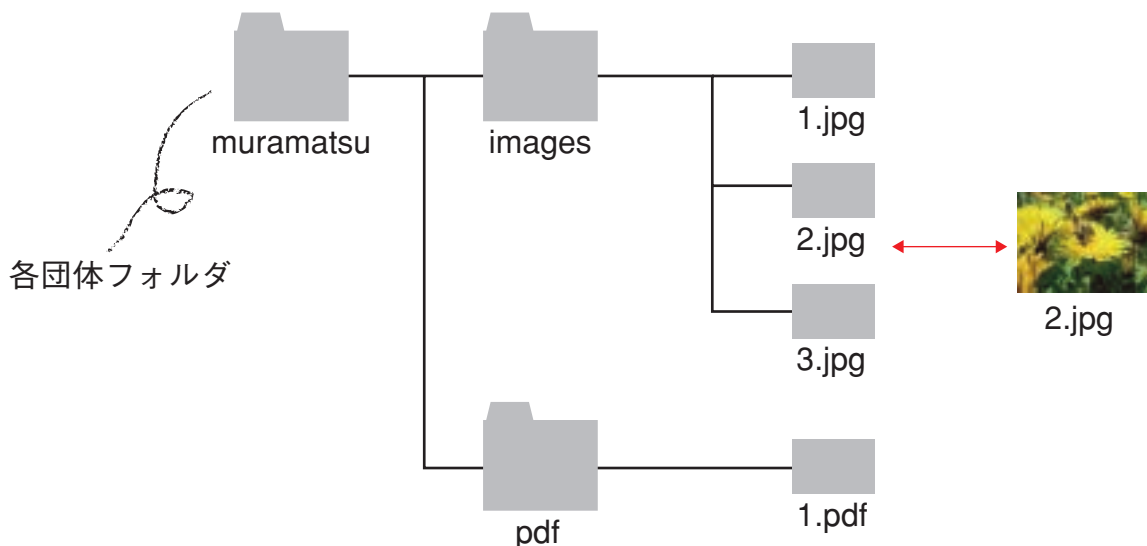 muramatsu
images
1.jpg
2.jpg
2.jpg
3.jpg
各団体フォルダ
pdf
1.pdf